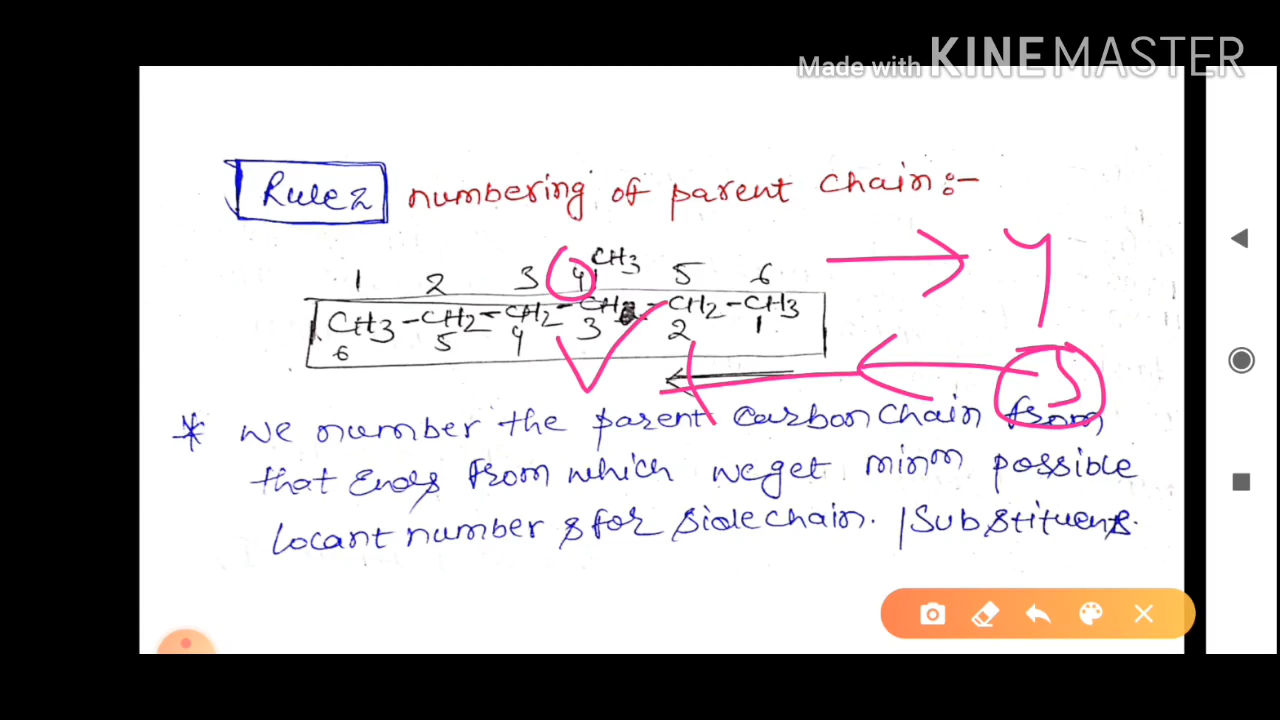 Made with KINEMASTER
Rule 2 numbering of parent chain:-
CH3
1 2 3 4 5 6
CH3-CH2-CH2-CH-CH2-CH3
6 5 4 3 2 1
4
3
* we number the parent carbon chain from
that Ends from which we get minm possible
locant numbers for side chain. / Substituents.